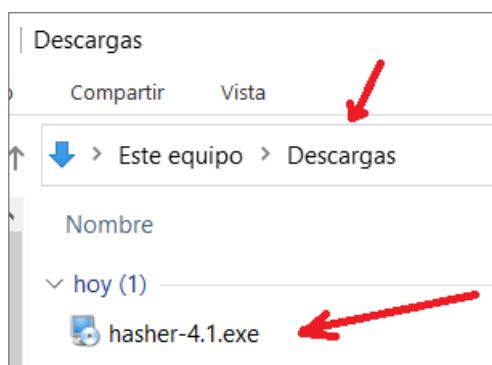 Descargas
Compartir Vista
Este equipo > Descargas
Nombre
hoy (1)
hasher-4.1.exe